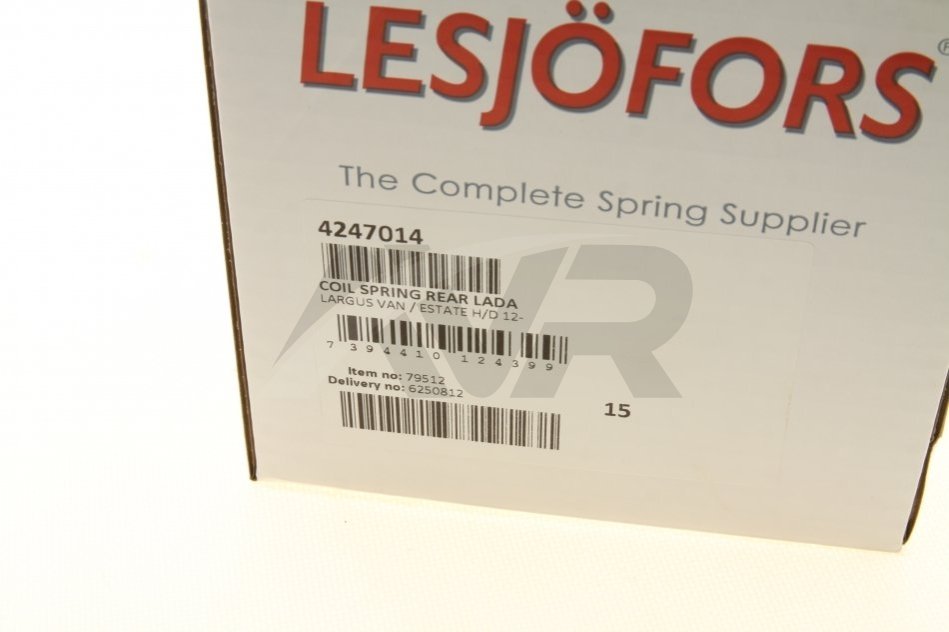 LESJÖFORS®
The Complete Spring Supplier
4247014
COIL SPRING REAR LADA
LARGUS VAN / ESTATE H/D 12-
7 394410 124399
Item no: 79512
Delivery no: 6250812
15
AVR